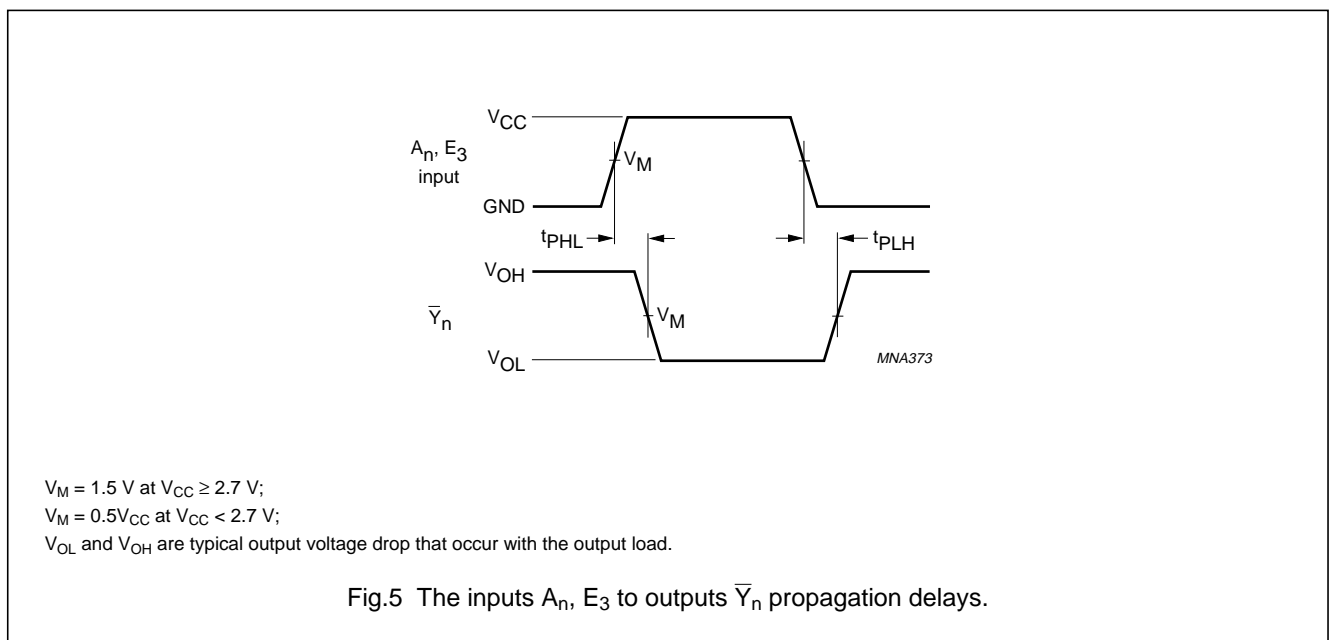 VCC
An, E3
input
VM
GND
tPHL
tPLH
VOH
Y̅n
VM
VOL
MNA373
VM = 1.5 V at VCC ≥ 2.7 V;
VM = 0.5VCC at VCC < 2.7 V;
VOL and VOH are typical output voltage drop that occur with the output load.
Fig.5 The inputs An, E3 to outputs Y̅n propagation delays.